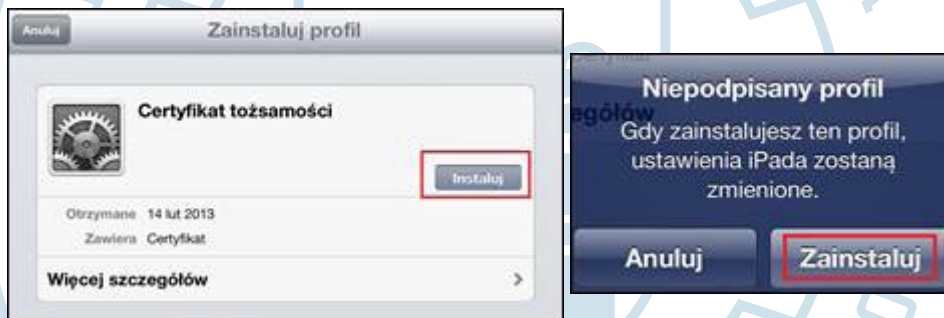 Anuluj
Zainstaluj profil
Certyfikat tożsamości
Instaluj
Otrzymane 14 lut 2013
Zawiera Certyfikat
Więcej szczegółów
Niepodpisany profil
Gdy zainstalujesz ten profil,
ustawienia iPada zostaną
zmienione.
Anuluj
Zainstaluj